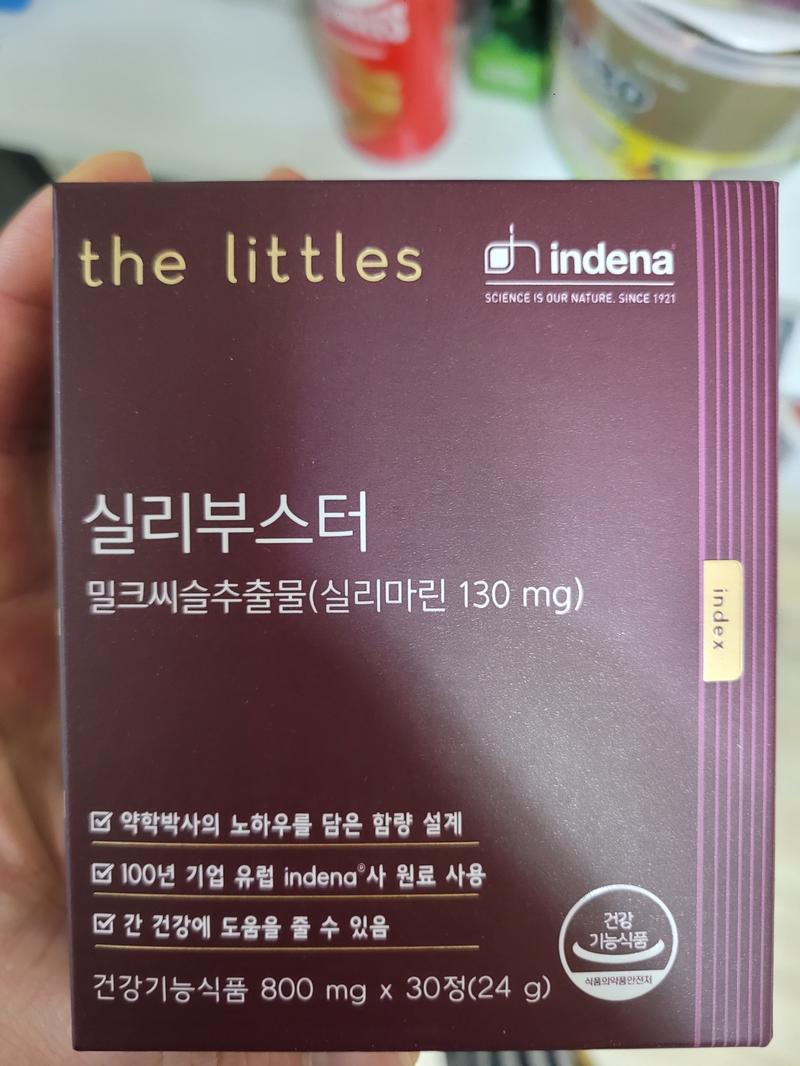 the littles
indena
SCIENCE IS OUR NATURE. SINCE 1921
실리부스터
밀크씨슬추출물(실리마린 130 mg)
index
약학박사의 노하우를 담은 함량 설계
100년 기업 유럽 indena®사 원료 사용
간 건강에 도움을 줄 수 있음
건강기능식품 800 mg x 30정(24 g)
건강
기능식품
식품의약품안전처